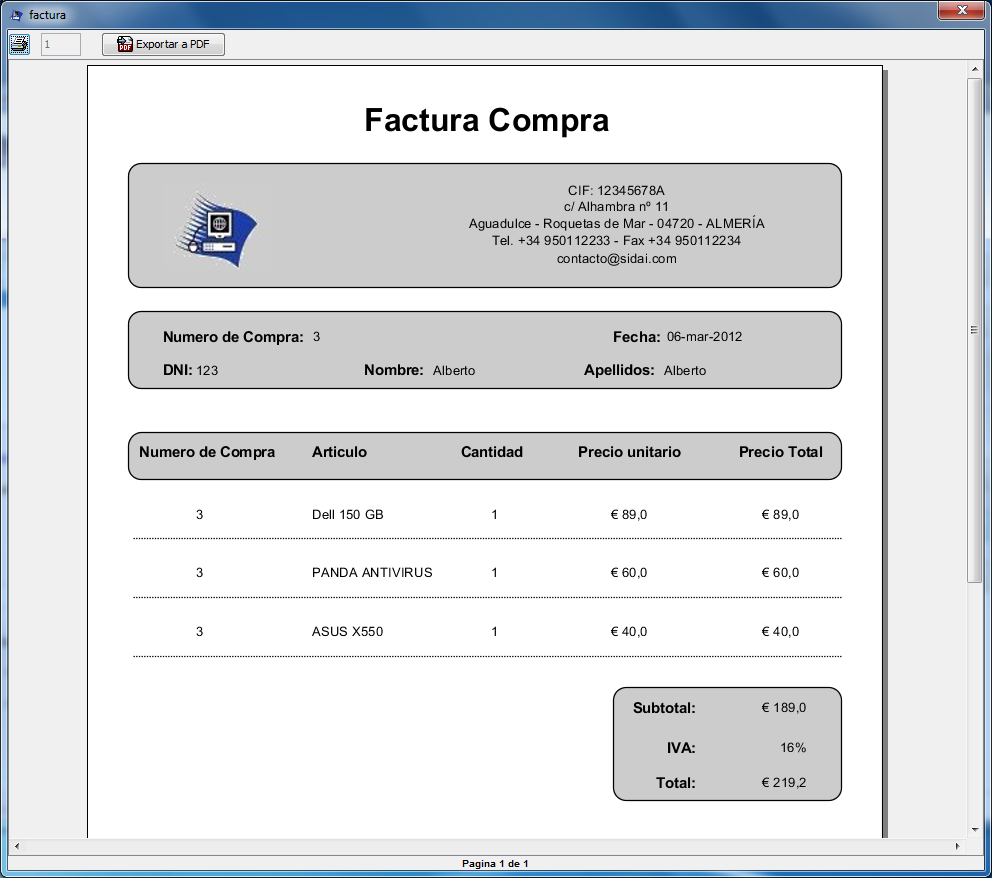 factura
1
Exportar a PDF
Factura Compra
CIF: 12345678A
c/ Alhambra nº 11
Aguadulce - Roquetas de Mar - 04720 - ALMERÍA
Tel. +34 950112233 - Fax +34 950112234
contacto@sidai.com
Numero de Compra: 3 Fecha: 06-mar-2012
DNI: 123 Nombre: Alberto Apellidos: Alberto
Numero de Compra Articulo Cantidad Precio unitario Precio Total
3 Dell 150 GB 1 € 89,0 € 89,0
3 PANDA ANTIVIRUS 1 € 60,0 € 60,0
3 ASUS X550 1 € 40,0 € 40,0
Subtotal: € 189,0
IVA: 16%
Total: € 219,2
Pagina 1 de 1